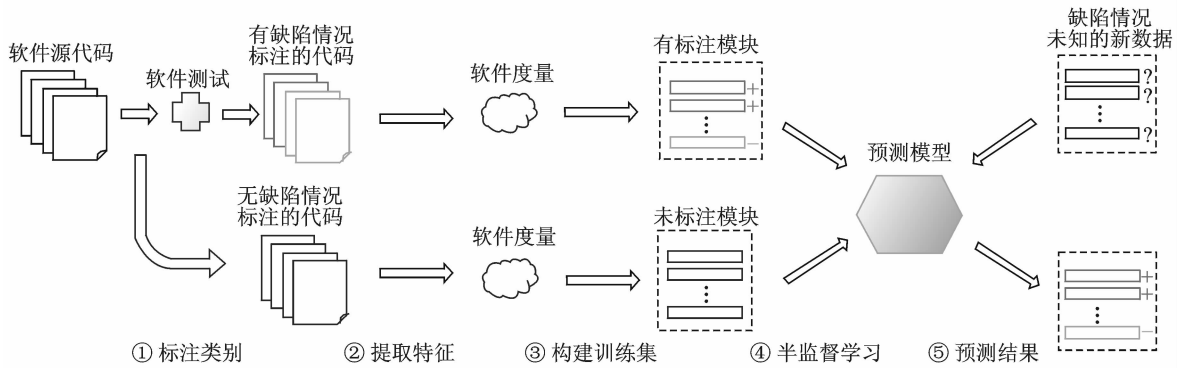 软件源代码
软件测试
有缺陷情况
标注的代码
软件度量
有标注模块
+
+
⋮
−
缺陷情况
未知的新数据
?
?
⋮
?
预测模型
无缺陷情况
标注的代码
软件度量
未标注模块
⋮
+
+
⋮
−
① 标注类别
② 提取特征
③ 构建训练集
④ 半监督学习
⑤ 预测结果